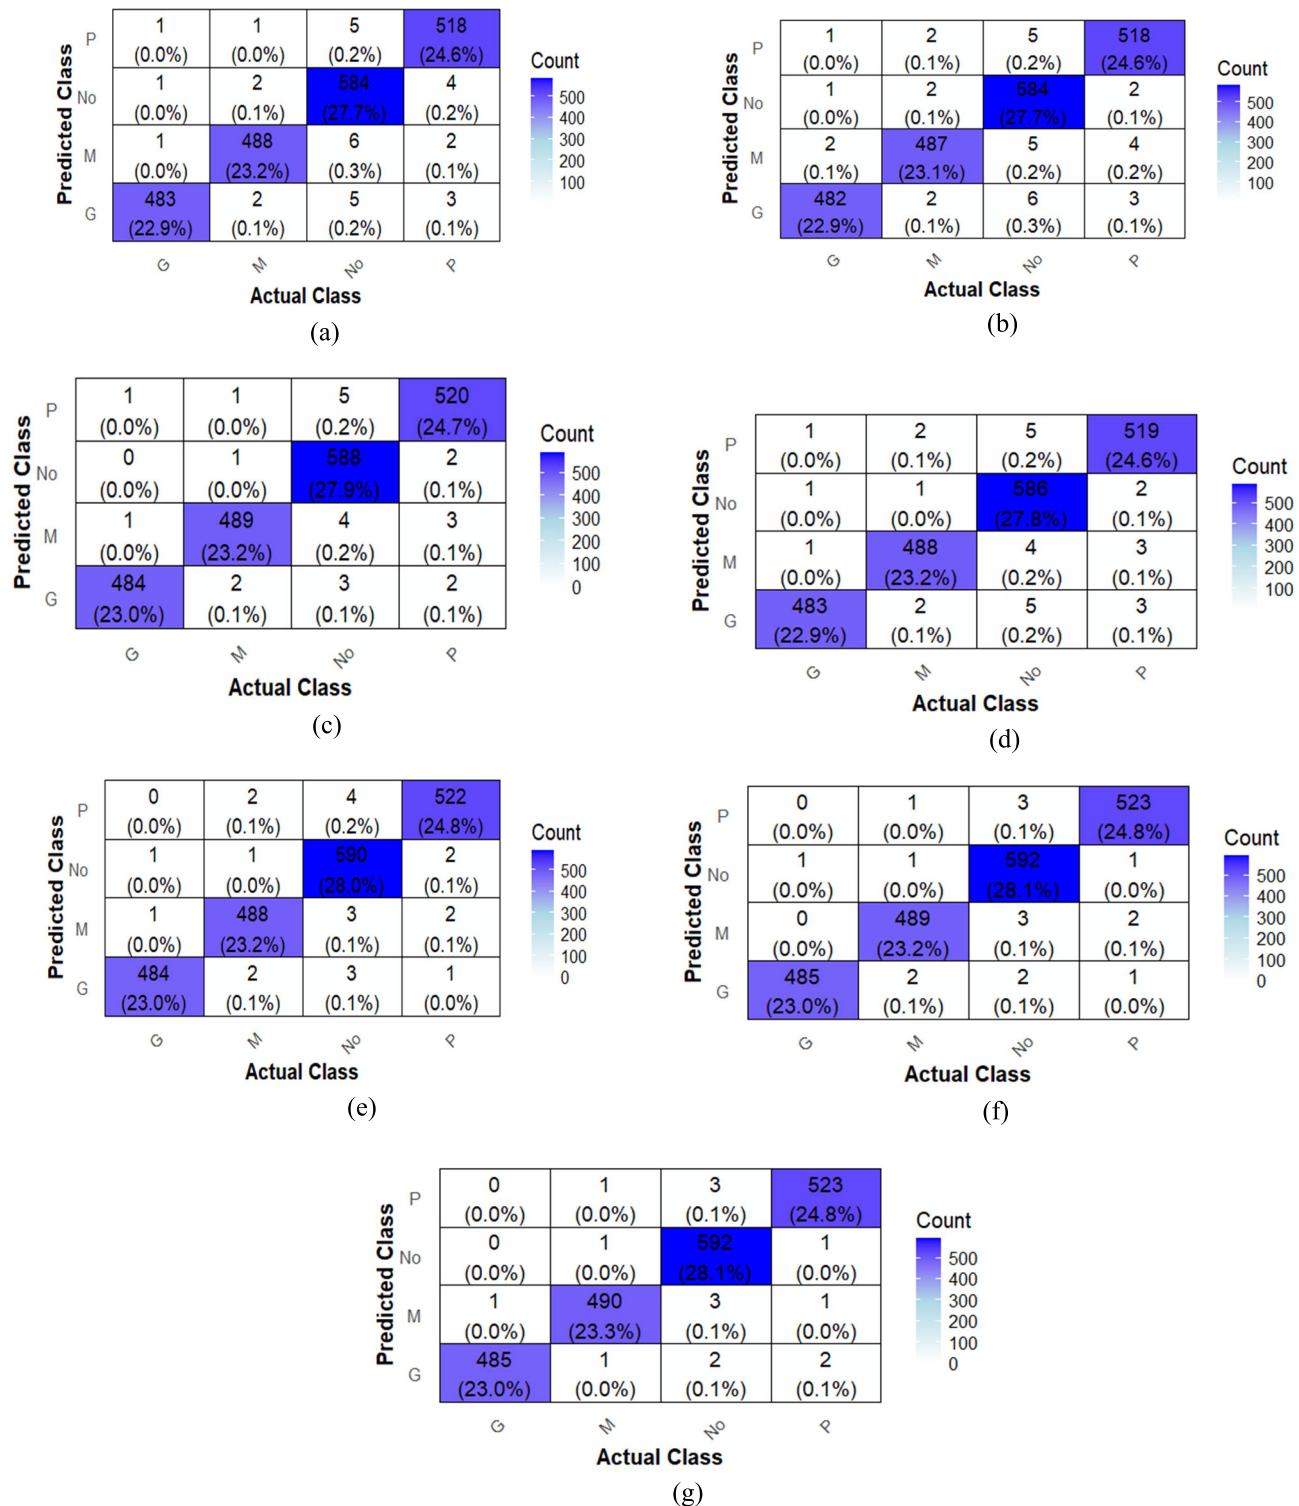 1 1 5 518
(0.0%) (0.0%) (0.2%) (24.6%)
P
1 2 584 4
(0.0%) (0.1%) (27.7%) (0.2%)
No
1 488 6 2
(0.0%) (23.2%) (0.3%) (0.1%)
M
483 2 5 3
(22.9%) (0.1%) (0.2%) (0.1%)
G
Predicted Class
G M No P
Actual Class
Count
500
400
300
200
100
(a)
1 2 5 518
(0.0%) (0.1%) (0.2%) (24.6%)
P
1 2 584 2
(0.0%) (0.1%) (27.7%) (0.1%)
No
2 487 5 4
(0.1%) (23.1%) (0.2%) (0.2%)
M
482 2 6 3
(22.9%) (0.1%) (0.3%) (0.1%)
G
Predicted Class
G M No P
Actual Class
Count
500
400
300
200
100
(b)
1 1 5 520
(0.0%) (0.0%) (0.2%) (24.7%)
P
0 1 588 2
(0.0%) (0.0%) (27.9%) (0.1%)
No
1 489 4 3
(0.0%) (23.2%) (0.2%) (0.1%)
M
484 2 3 2
(23.0%) (0.1%) (0.1%) (0.1%)
G
Predicted Class
G M No P
Actual Class
Count
500
400
300
200
100
0
(c)
1 2 5 519
(0.0%) (0.1%) (0.2%) (24.6%)
P
1 1 586 2
(0.0%) (0.0%) (27.8%) (0.1%)
No
1 488 4 3
(0.0%) (23.2%) (0.2%) (0.1%)
M
483 2 5 3
(22.9%) (0.1%) (0.2%) (0.1%)
G
Predicted Class
G M No P
Actual Class
Count
500
400
300
200
100
(d)
0 2 4 522
(0.0%) (0.1%) (0.2%) (24.8%)
P
1 1 590 2
(0.0%) (0.0%) (28.0%) (0.1%)
No
1 488 3 2
(0.0%) (23.2%) (0.1%) (0.1%)
M
484 2 3 1
(23.0%) (0.1%) (0.1%) (0.0%)
G
Predicted Class
G M No P
Actual Class
Count
500
400
300
200
100
0
(e)
0 1 3 523
(0.0%) (0.0%) (0.1%) (24.8%)
P
1 1 592 1
(0.0%) (0.0%) (28.1%) (0.0%)
No
0 489 3 2
(0.0%) (23.2%) (0.1%) (0.1%)
M
485 2 2 1
(23.0%) (0.1%) (0.1%) (0.0%)
G
Predicted Class
G M No P
Actual Class
Count
500
400
300
200
100
0
(f)
0 1 3 523
(0.0%) (0.0%) (0.1%) (24.8%)
P
0 1 592 1
(0.0%) (0.0%) (28.1%) (0.0%)
No
1 490 3 1
(0.0%) (23.3%) (0.1%) (0.0%)
M
485 1 2 2
(23.0%) (0.0%) (0.1%) (0.1%)
G
Predicted Class
G M No P
Actual Class
Count
500
400
300
200
100
0
(g)